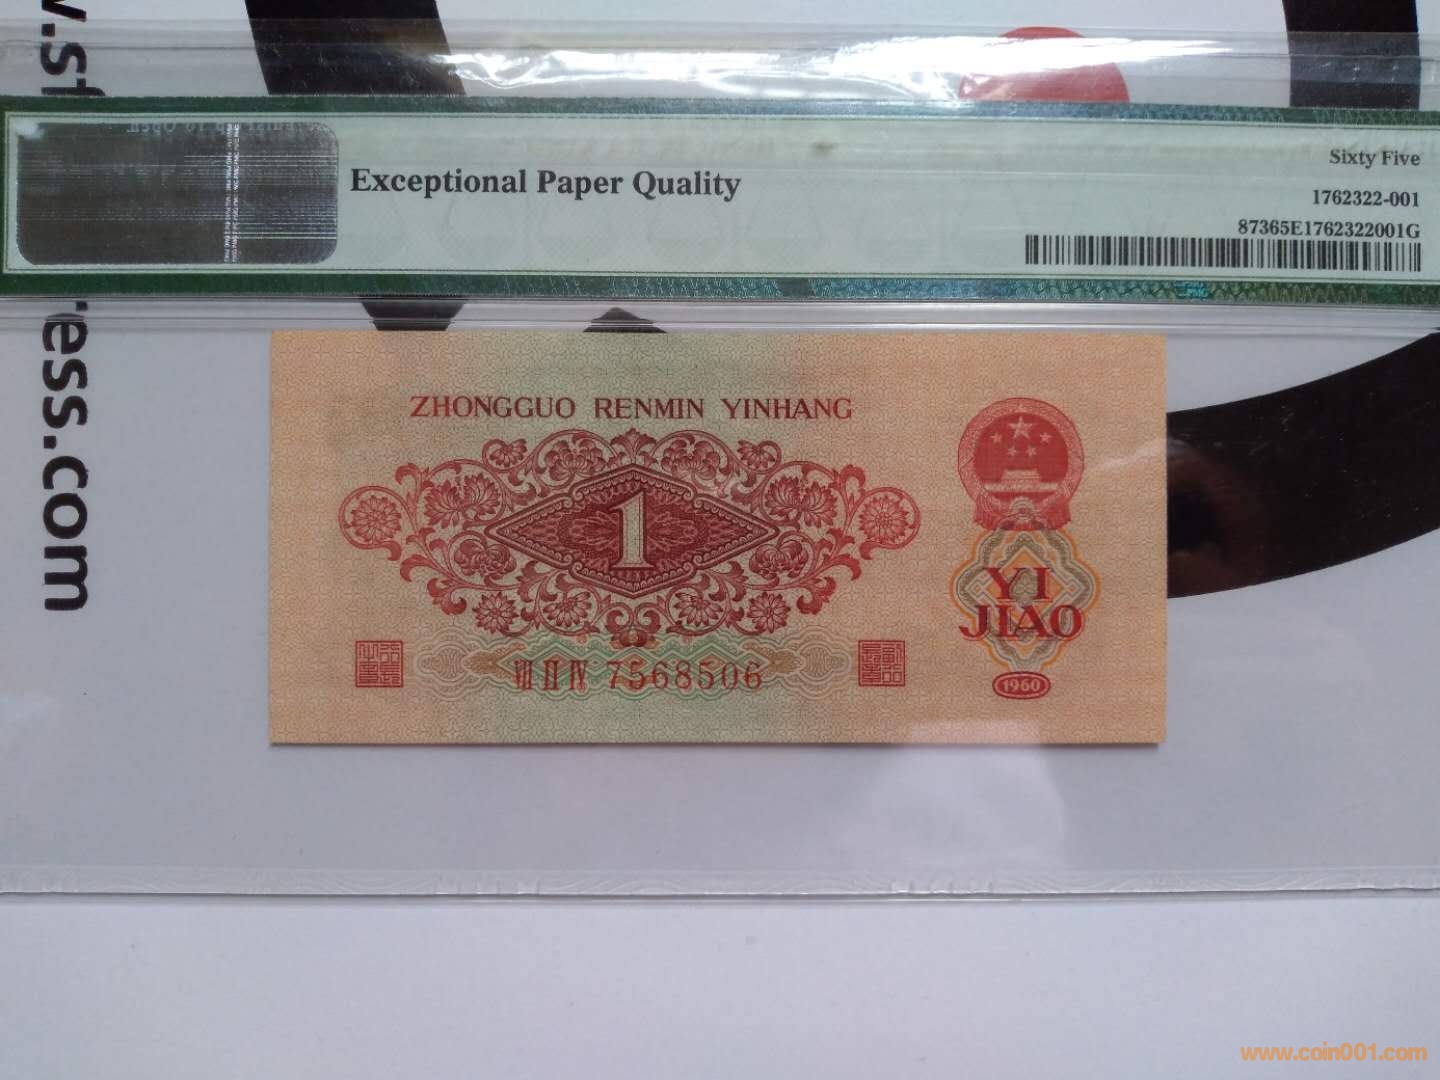 Exceptional Paper Quality
Sixty Five
1762322-001
87365E1762322001G
ress.com
ZHONGGUO RENMIN YINHANG
1
YI
JIAO
VII II IV 7568506
1960
www.coin001.com